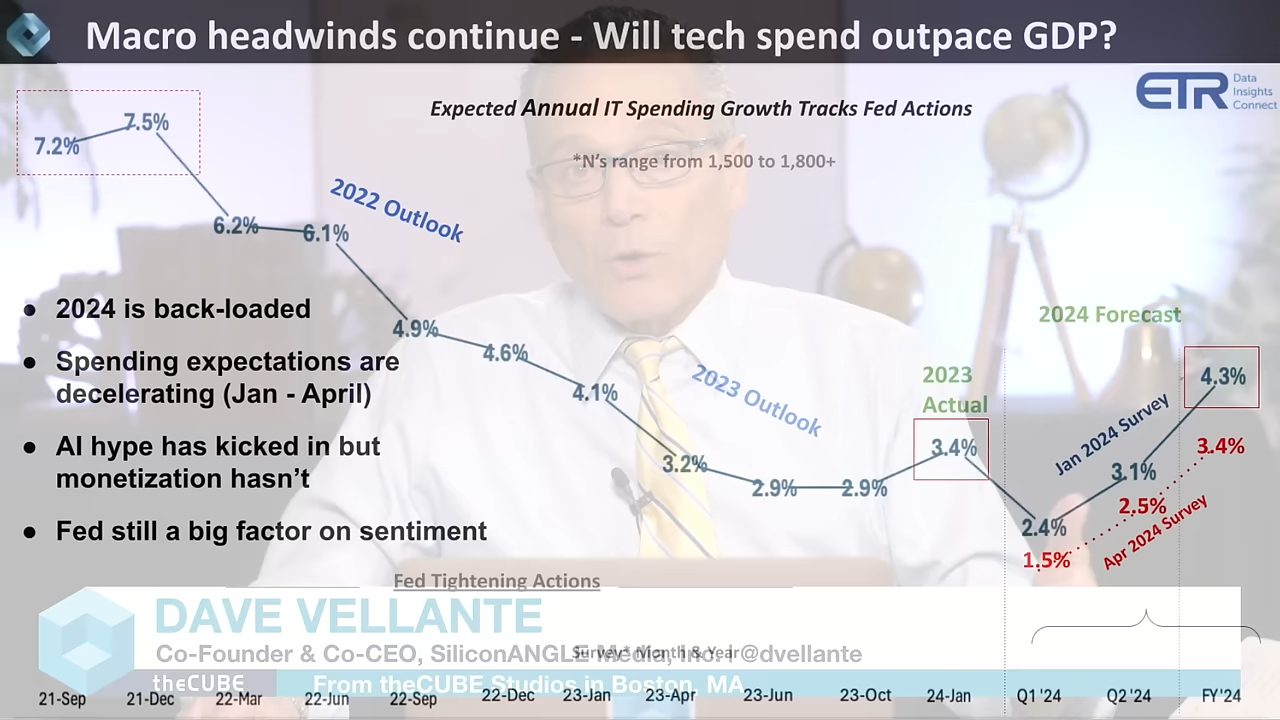 Macro headwinds continue - Will tech spend outpace GDP?
ETR Data Insights Connect
Expected Annual IT Spending Growth Tracks Fed Actions
*N's range from 1,500 to 1,800+
7.2%
7.5%
6.2%
6.1%
2022 Outlook
4.9%
4.6%
4.1%
3.2%
2.9%
2.9%
2023 Outlook
2023
Actual
3.4%
2024 Forecast
2.4%
3.1%
4.3%
Jan 2024 Survey
1.5%
2.5%
3.4%
Apr 2024 Survey
● 2024 is back-loaded
● Spending expectations are
decelerating (Jan - April)
● AI hype has kicked in but
monetization hasn't
● Fed still a big factor on sentiment
Fed Tightening Actions
DAVE VELLANTE
Co-Founder & Co-CEO, SiliconANGLE Media, Inc. | @dvellante
Survey* Month & Year
theCUBE From theCUBE Studios in Boston, MA
21-Sep 21-Dec 22-Mar 22-Jun 22-Sep 22-Dec 23-Jan 23-Apr 23-Jun 23-Oct 24-Jan Q1 '24 Q2 '24 FY'24